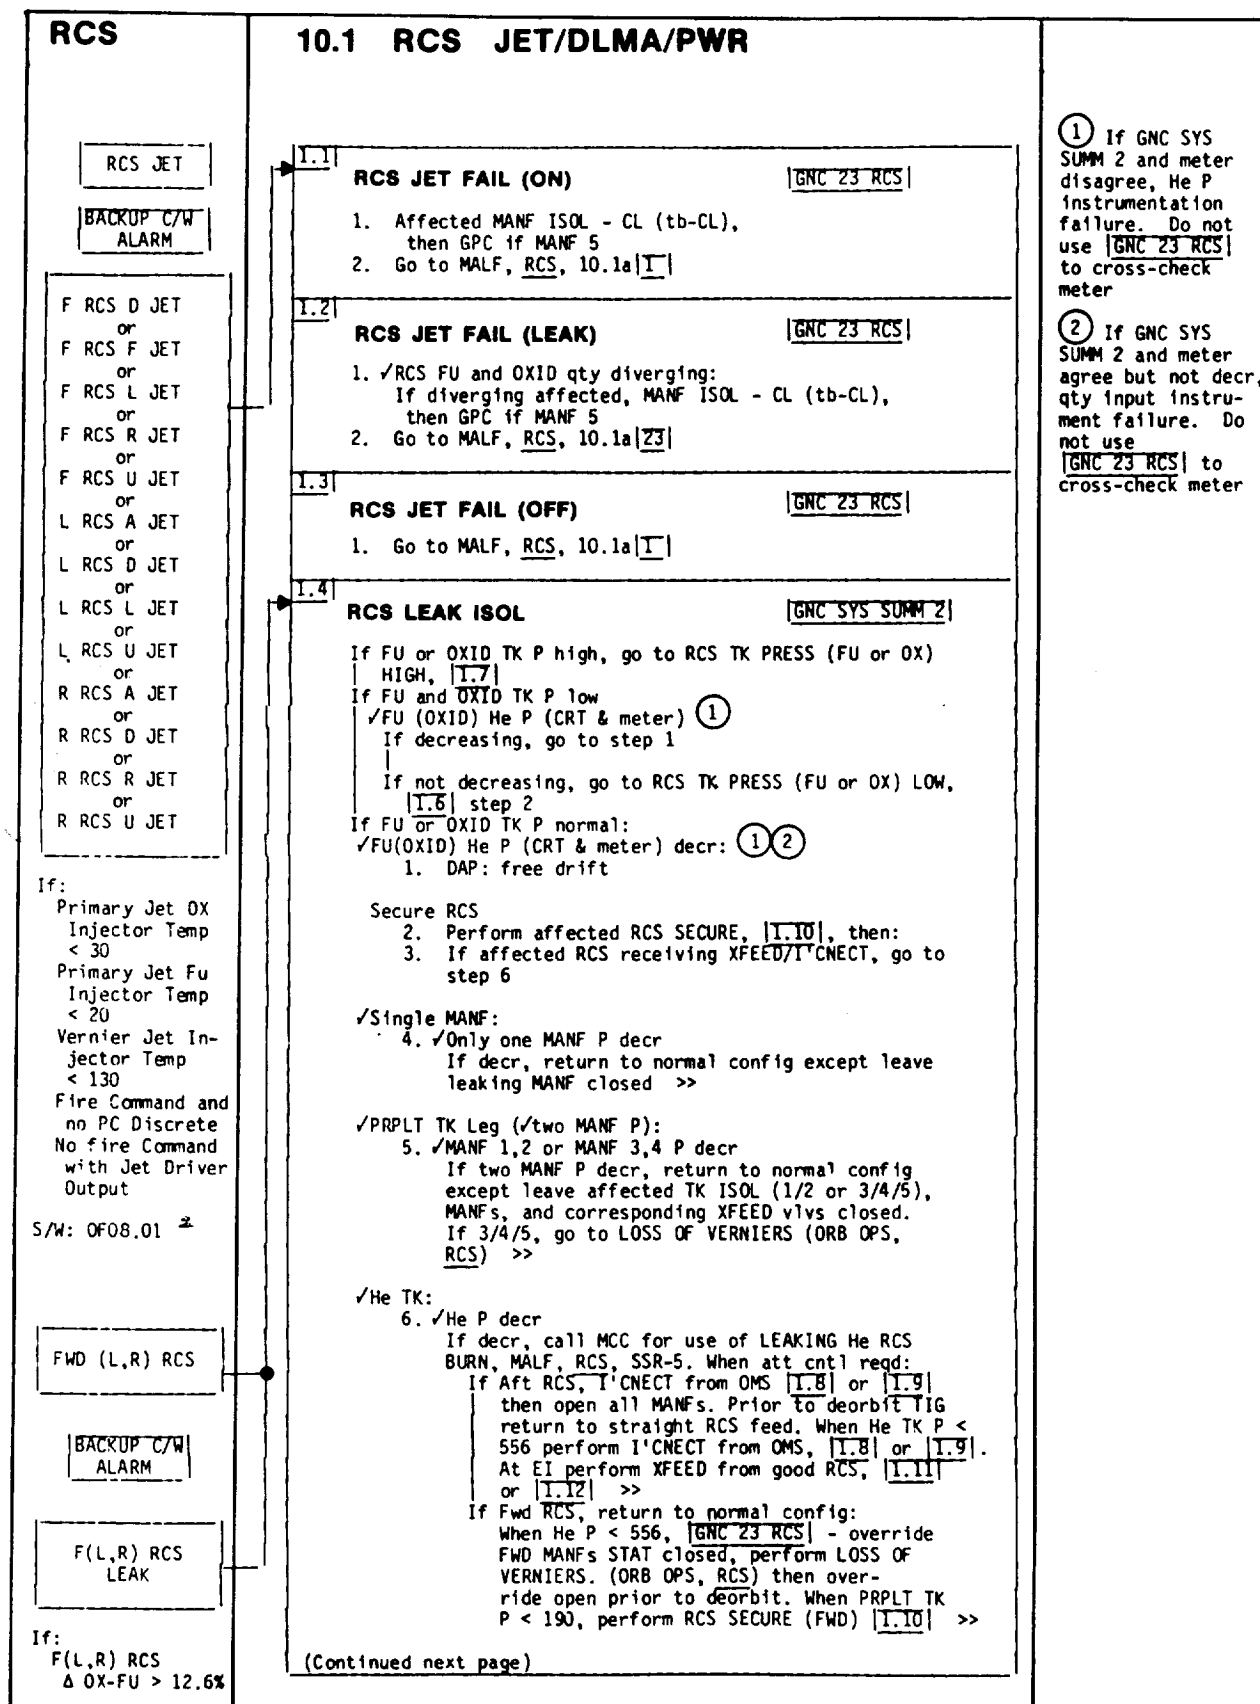 RCS
RCS JET
BACKUP C/W
ALARM
F RCS D JET
or
F RCS F JET
or
F RCS L JET
or
F RCS R JET
or
F RCS U JET
or
L RCS A JET
or
L RCS D JET
or
L RCS L JET
or
L RCS U JET
or
R RCS A JET
or
R RCS D JET
or
R RCS R JET
or
R RCS U JET
If:
Primary Jet OX
Injector Temp
< 30
Primary Jet Fu
Injector Temp
< 20
Vernier Jet In-
jector Temp
< 130
Fire Command and
no PC Discrete
No fire Command
with Jet Driver
Output
S/W: OF08.01
FWD (L,R) RCS
BACKUP C/W
ALARM
F(L,R) RCS
LEAK
If:
F(L,R) RCS
Δ OX-FU > 12.6%
10.1 RCS JET/DLMA/PWR
1.1
RCS JET FAIL (ON) GNC 23 RCS
1. Affected MANF ISOL - CL (tb-CL),
then GPC if MANF 5
2. Go to MALF, RCS, 10.1a 1
1.2
RCS JET FAIL (LEAK) GNC 23 RCS
1. √RCS FU and OXID qty diverging:
If diverging affected, MANF ISOL - CL (tb-CL),
then GPC if MANF 5
2. Go to MALF, RCS, 10.1a 23
1.3
RCS JET FAIL (OFF) GNC 23 RCS
1. Go to MALF, RCS, 10.1a 1
1.4
RCS LEAK ISOL GNC SYS SUMM 2
If FU or OXID TK P high, go to RCS TK PRESS (FU or OX)
HIGH, 1.7
If FU and OXID TK P low
√FU (OXID) He P (CRT & meter) 1
If decreasing, go to step 1
If not decreasing, go to RCS TK PRESS (FU or OX) LOW,
1.6 step 2
If FU or OXID TK P normal:
√FU(OXID) He P (CRT & meter) decr: 1 2
1. DAP: free drift
Secure RCS
2. Perform affected RCS SECURE, 1.10, then:
3. If affected RCS receiving XFEED/I'CNECT, go to
step 6
√Single MANF:
4. √Only one MANF P decr
If decr, return to normal config except leave
leaking MANF closed >>
√PRPLT TK Leg (√two MANF P):
5. √MANF 1,2 or MANF 3,4 P decr
If two MANF P decr, return to normal config
except leave affected TK ISOL (1/2 or 3/4/5),
MANFs, and corresponding XFEED vlvs closed.
If 3/4/5, go to LOSS OF VERNIERS (ORB OPS,
RCS) >>
√He TK:
6. √He P decr
If decr, call MCC for use of LEAKING He RCS
BURN, MALF, RCS, SSR-5. When att cntl reqd:
If Aft RCS, I'CNECT from OMS 1.8 or 1.9
then open all MANFs. Prior to deorbit TIG
return to straight RCS feed. When He TK P <
556 perform I'CNECT from OMS, 1.8 or 1.9.
At EI perform XFEED from good RCS, 1.11
or 1.12 >>
If Fwd RCS, return to normal config:
When He P < 556, GNC 23 RCS - override
FWD MANFs STAT closed, perform LOSS OF
VERNIERS. (ORB OPS, RCS) then over-
ride open prior to deorbit. When PRPLT TK
P < 190, perform RCS SECURE (FWD) 1.10 >>
(Continued next page)
1 If GNC SYS
SUMM 2 and meter
disagree, He P
instrumentation
failure. Do not
use GNC 23 RCS
to cross-check
meter
2 If GNC SYS
SUMM 2 and meter
agree but not decr,
qty input instru-
ment failure. Do
not use
GNC 23 RCS to
cross-check meter